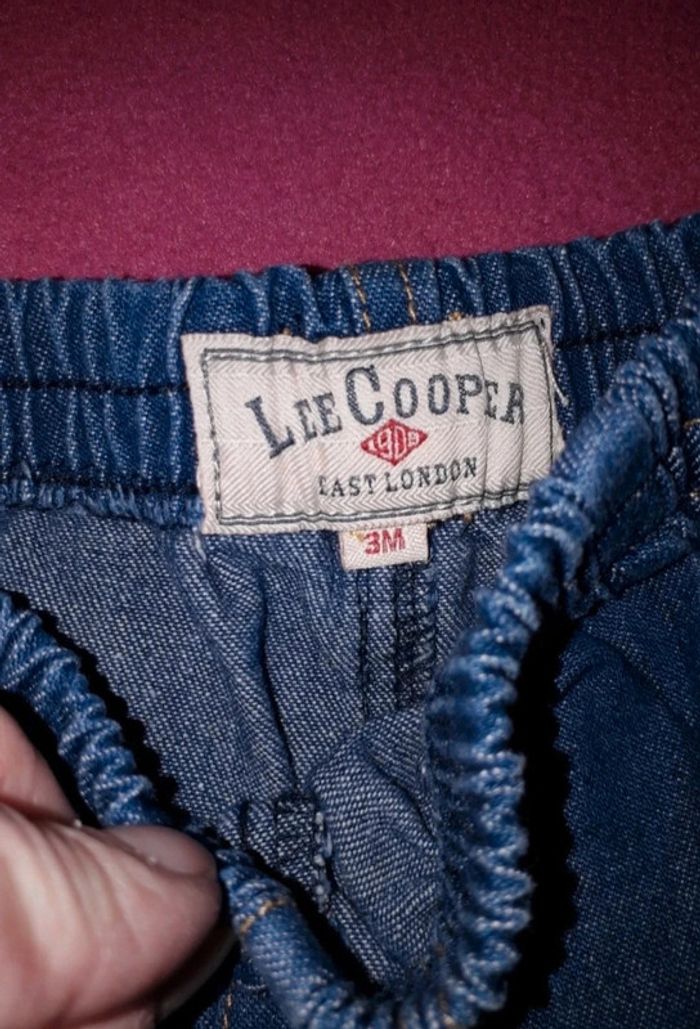 LEE COOPER
1908
EAST LONDON
3M